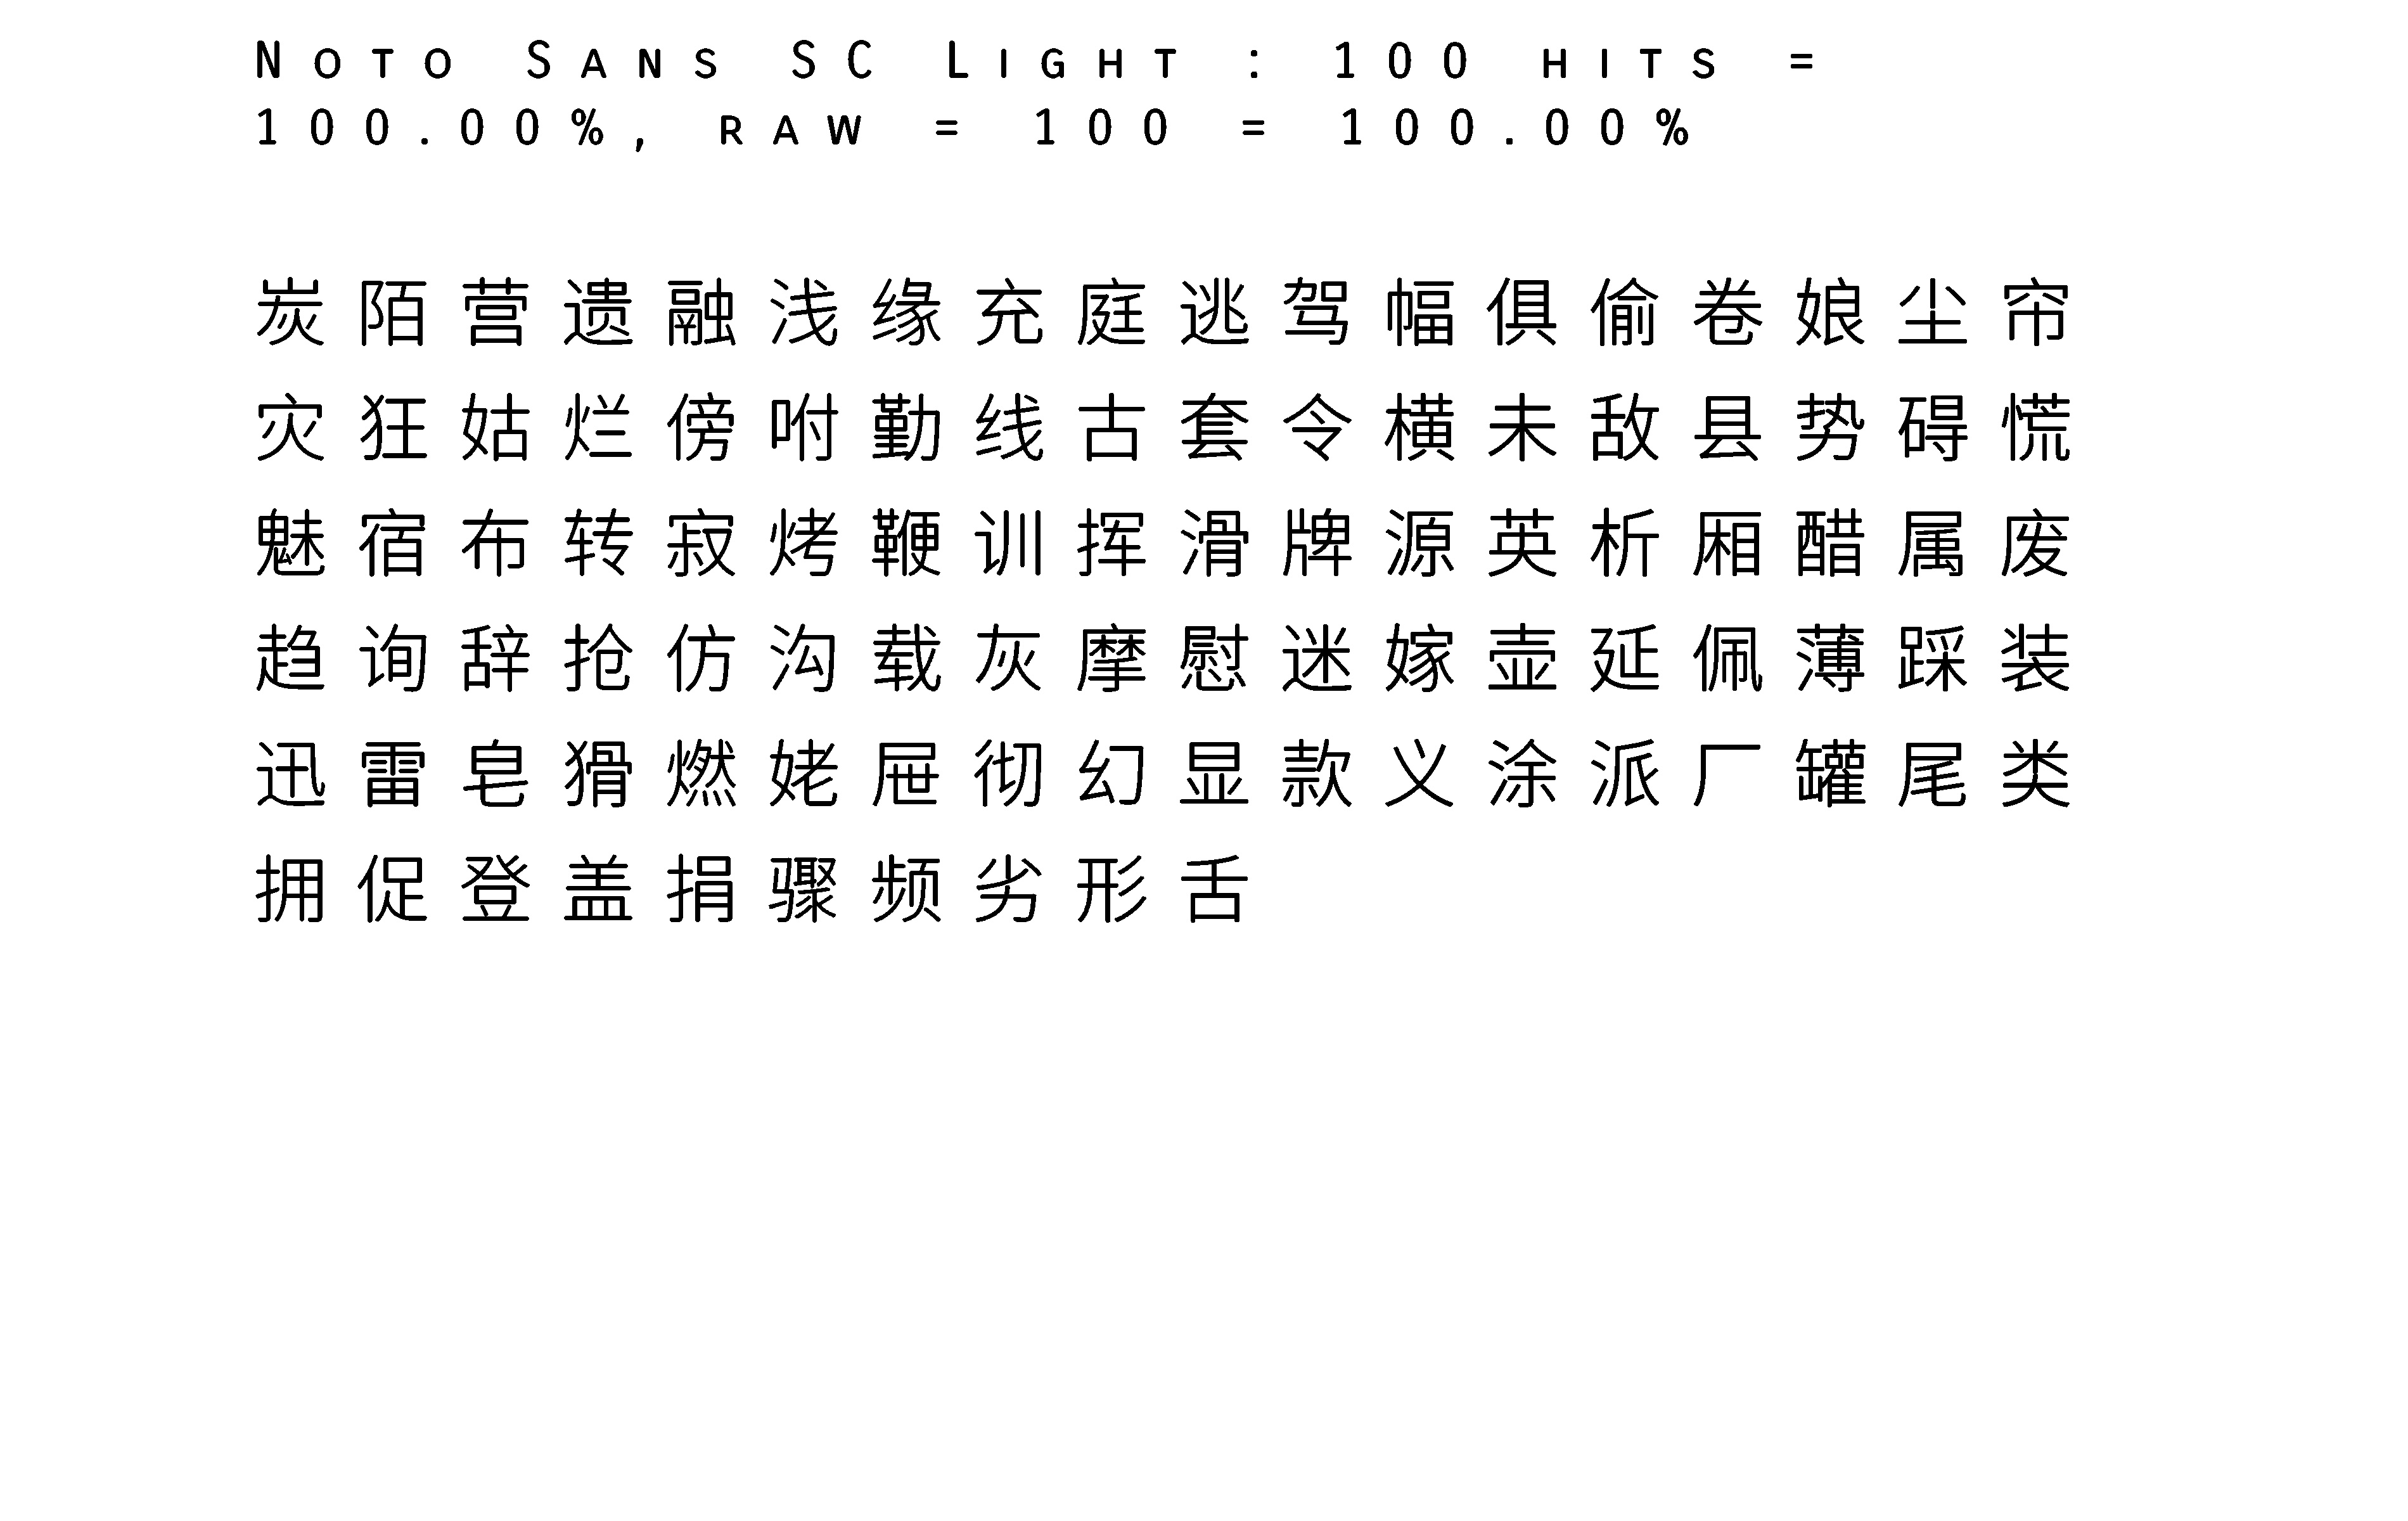 Noto Sans SC Light : 100 hits =
100.00%, raw = 100 = 100.00%
炭陌营遗融浅缘充庭逃驾幅俱偷卷娘尘帘
灾狂姑烂傍咐勤线古套令横未敌县势碍慌
魅宿布转寂烤鞭训挥滑牌源英析厢醋属废
趋询辞抢仿沟载灰摩慰迷嫁壶延佩薄踩装
迅雷皂猾燃姥屉彻幻显款义涂派厂罐尾类
拥促登盖捐骤频劣形舌